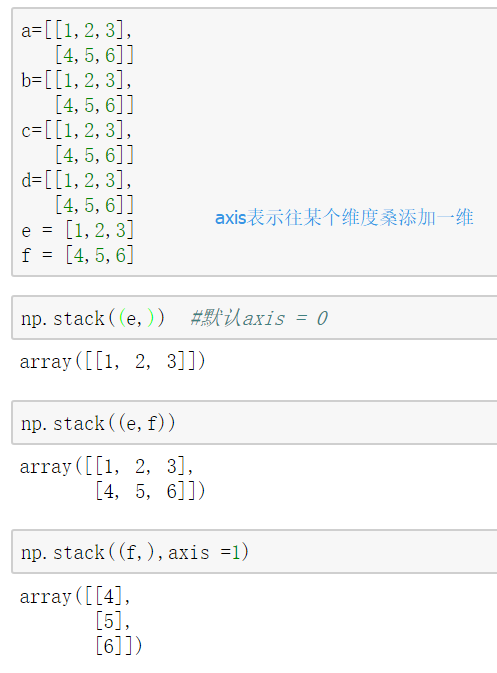 a=[[1,2,3],
[4,5,6]]
b=[[1,2,3],
[4,5,6]]
c=[[1,2,3],
[4,5,6]]
d=[[1,2,3],
[4,5,6]]
axis表示往某个维度桑添加一维
e = [1,2,3]
f = [4,5,6]
np.stack((e,)) #默认axis = 0
array([[1, 2, 3]])
np.stack((e,f))
array([[1, 2, 3],
[4, 5, 6]])
np.stack((f,),axis =1)
array([[4],
[5],
[6]])